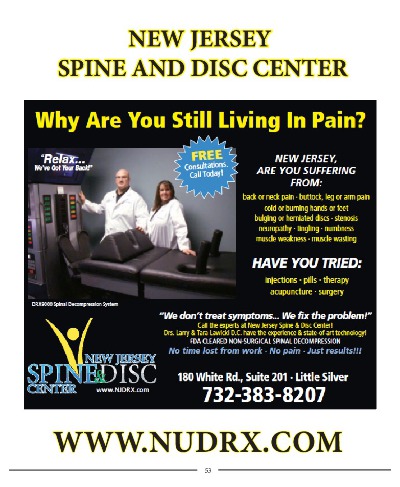 NEW JERSEY
SPINE AND DISC CENTER
Why Are You Still Living In Pain?
"Relax...
We've Got Your Back!"
FREE
Consultations.
Call Today!
NEW JERSEY,
ARE YOU SUFFERING
FROM:
back or neck pain · buttock, leg or arm pain
cold or burning hands or feet
bulging or herniated discs · stenosis
neuropathy · tingling · numbness
muscle weakness · muscle wasting
HAVE YOU TRIED:
injections · pills · therapy
acupuncture · surgery
DRX9000 Spinal Decompression System
"We don't treat symptoms... We fix the problem!"
Call the experts at New Jersey Spine & Disc Center!
Drs. Larry & Tara Lawicki D.C. have the experience & state-of-art technology!
FDA CLEARED NON-SURGICAL SPINAL DECOMPRESSION
No time lost from work - No pain - Just results!!!
NEW JERSEY
SPINE & DISC
CENTER
www.NJDRX.com
180 White Rd., Suite 201 · Little Silver
732-383-8207
WWW.NUDRX.COM
53